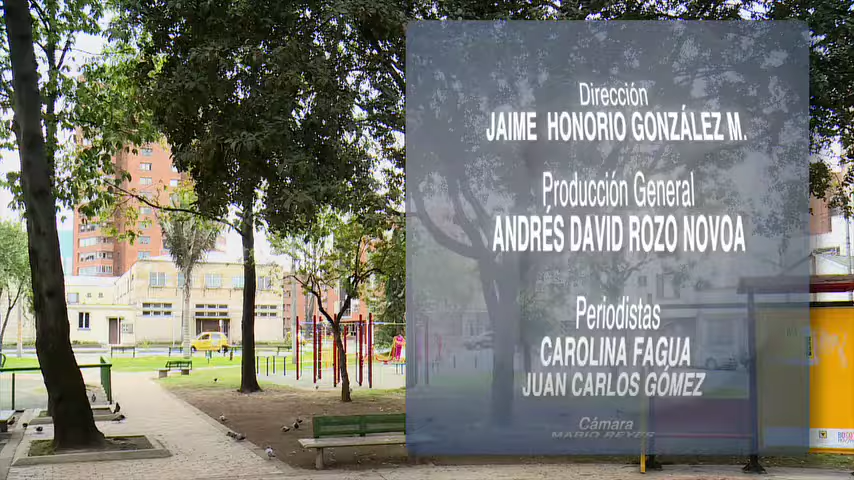 Dirección
JAIME HONORIO GONZÁLEZ M.
Producción General
ANDRÉS DAVID ROZO NOVOA
Periodistas
CAROLINA FAGUA
JUAN CARLOS GÓMEZ
Cámara
MARIO REYES